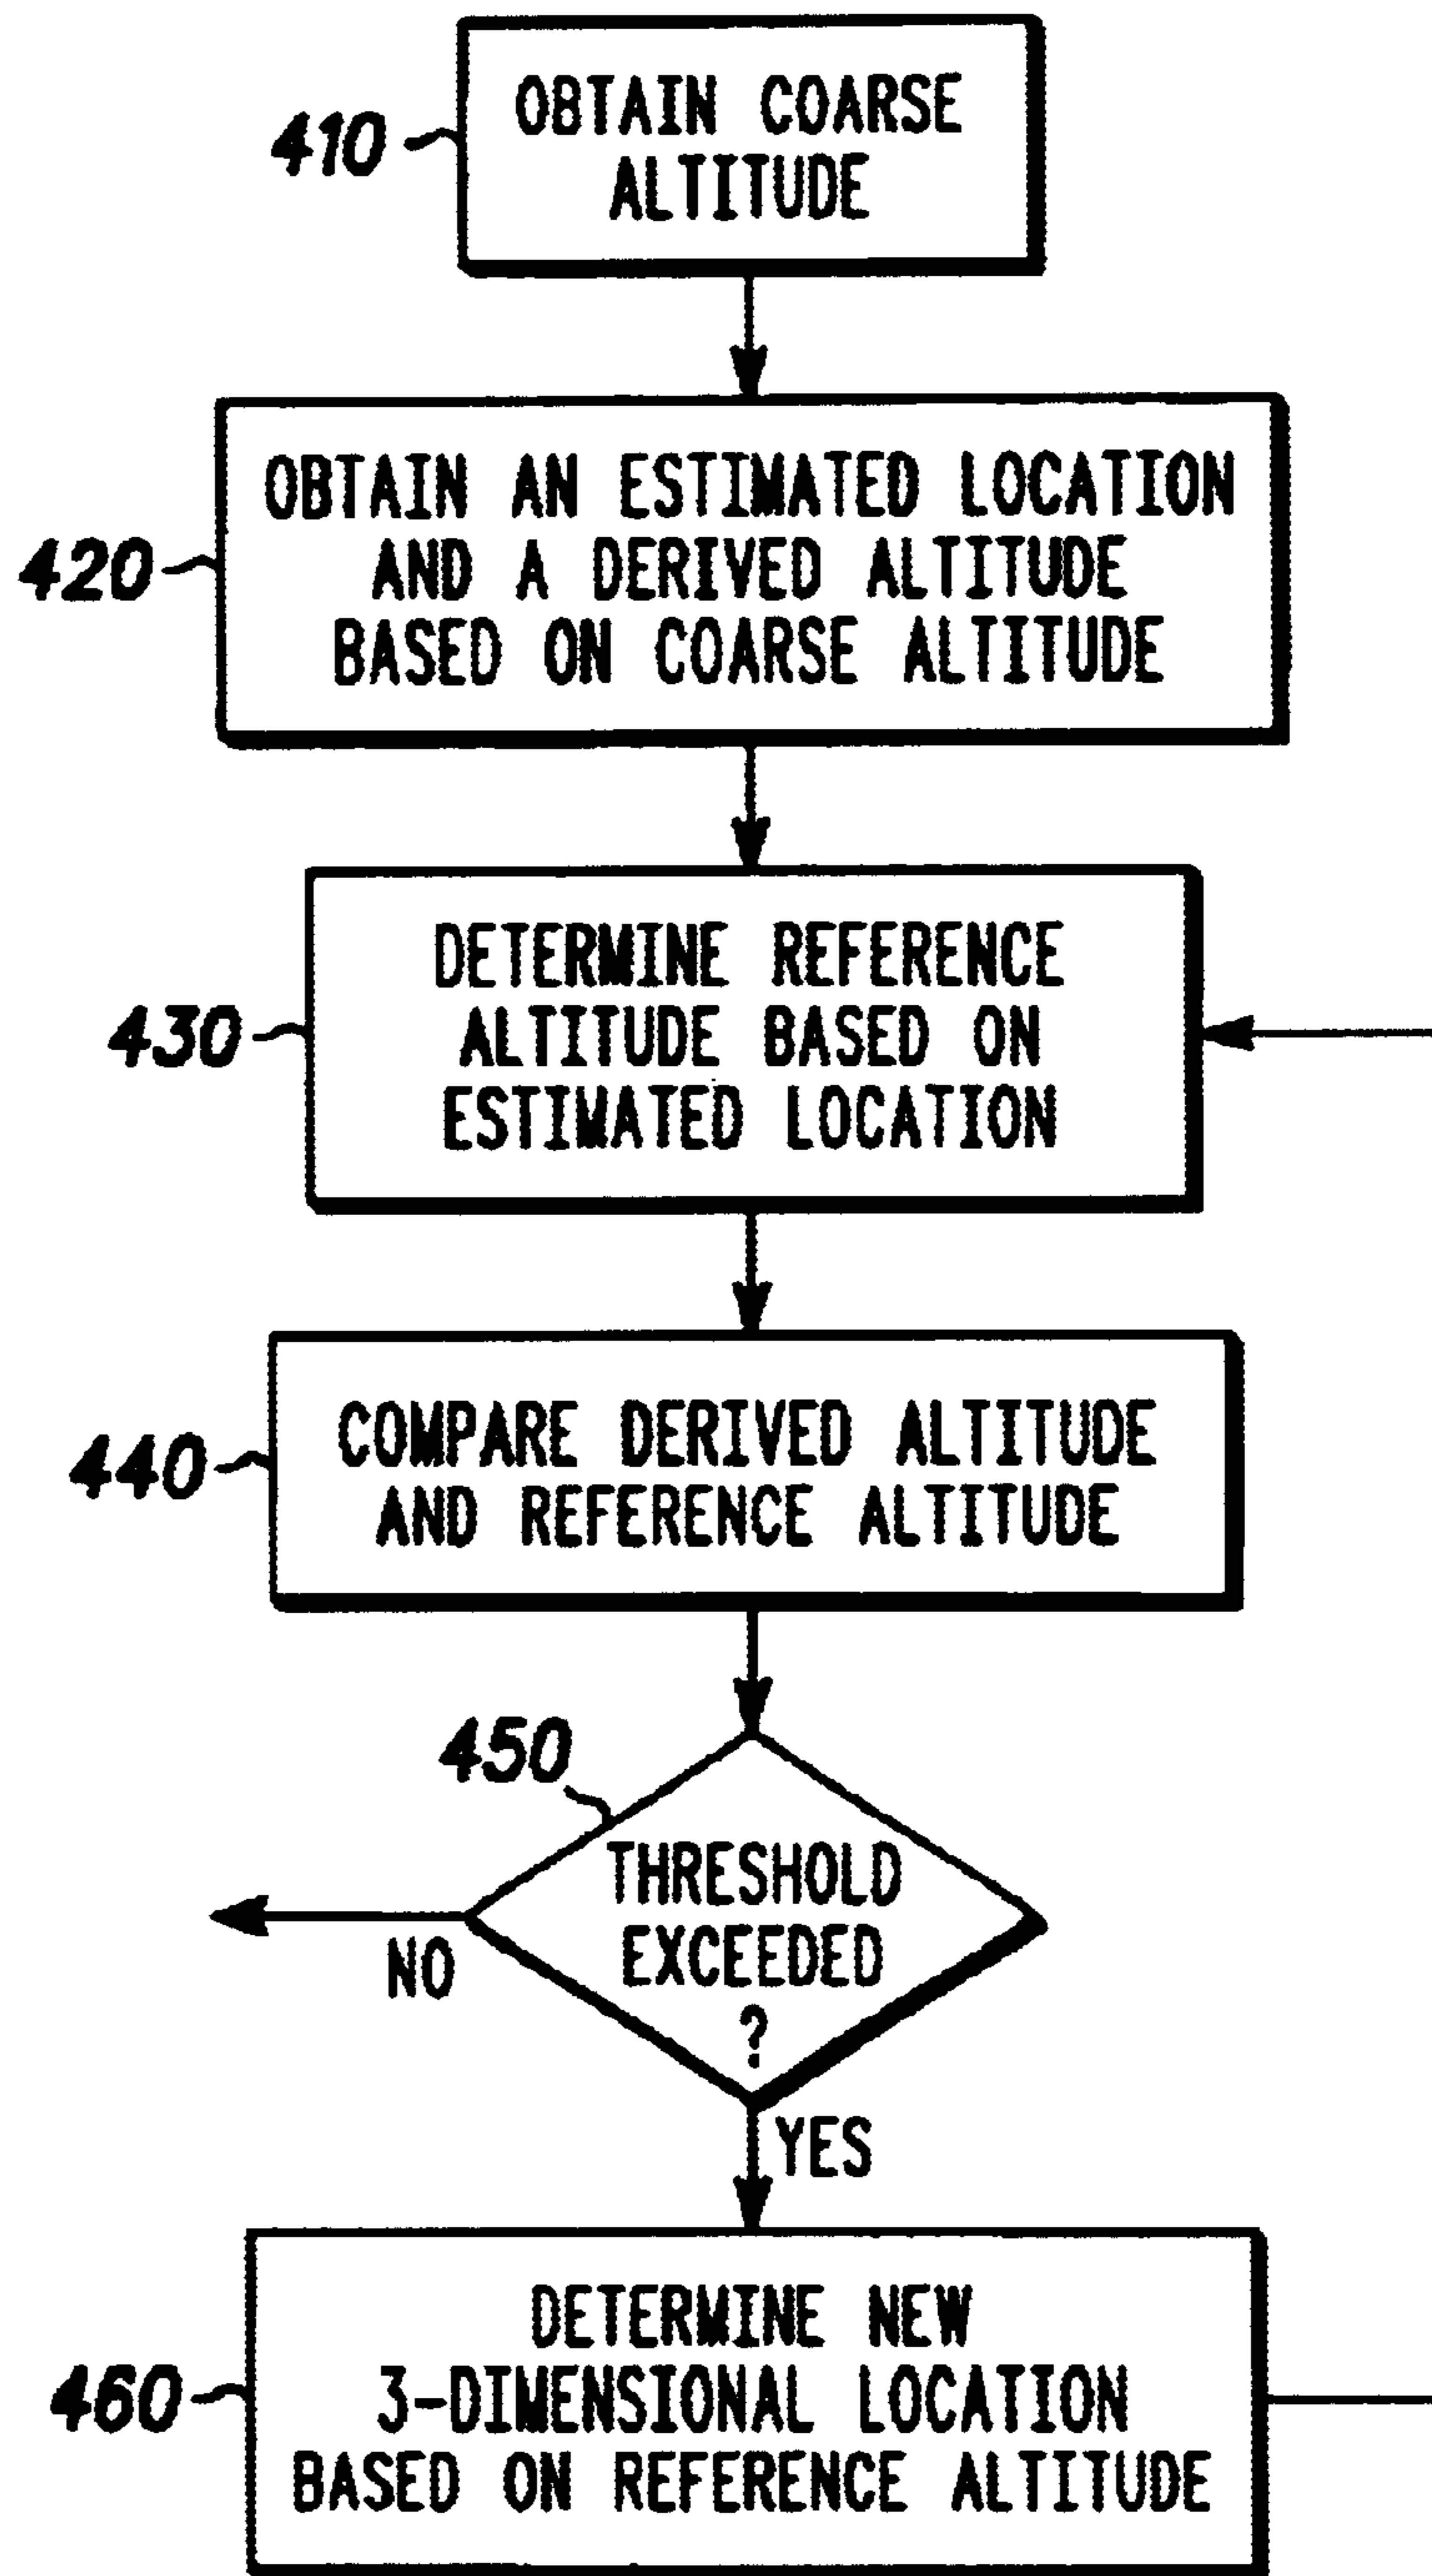 410
OBTAIN COARSE
ALTITUDE
420
OBTAIN AN ESTIMATED LOCATION
AND A DERIVED ALTITUDE
BASED ON COARSE ALTITUDE
430
DETERMINE REFERENCE
ALTITUDE BASED ON
ESTIMATED LOCATION
440
COMPARE DERIVED ALTITUDE
AND REFERENCE ALTITUDE
450
THRESHOLD
EXCEEDED
?
NO
YES
460
DETERMINE NEW
3-DIMENSIONAL LOCATION
BASED ON REFERENCE ALTITUDE